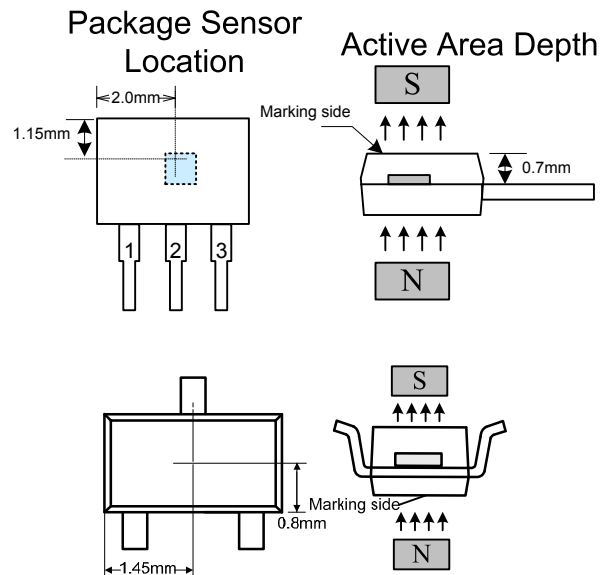 Package Sensor
Location
Active Area Depth
2.0mm
S
Marking side
1.15mm
0.7mm
1 2 3
N
S
Marking side
0.8mm
1.45mm
N